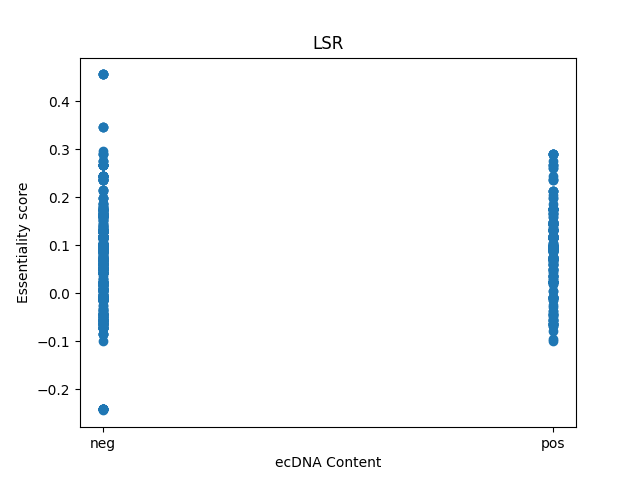 LSR
Essentiality score
0.4
0.3
0.2
0.1
0.0
−0.1
−0.2
neg
pos
ecDNA Content